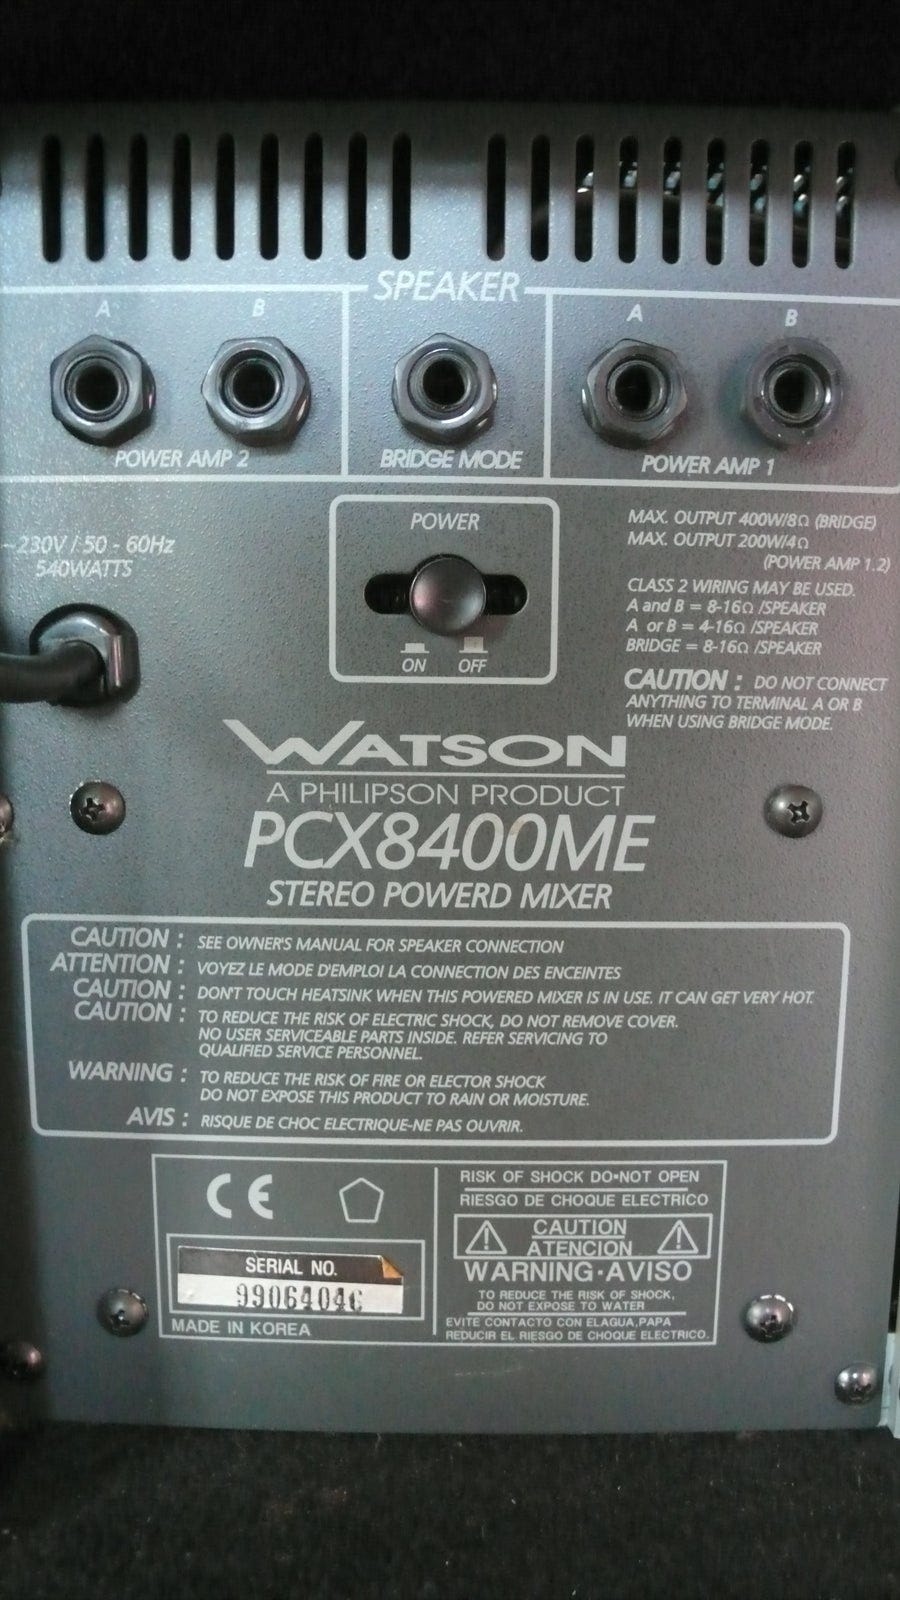 SPEAKER
A
B
A
B
POWER AMP 2
BRIDGE MODE
POWER AMP 1
~230V / 50 - 60Hz
540WATTS
POWER
ON
OFF
MAX. OUTPUT 400W/8Ω (BRIDGE)
MAX. OUTPUT 200W/4Ω
(POWER AMP 1.2)
CLASS 2 WIRING MAY BE USED.
A and B = 8-16Ω /SPEAKER
A or B = 4-16Ω /SPEAKER
BRIDGE = 8-16Ω /SPEAKER
CAUTION : DO NOT CONNECT
ANYTHING TO TERMINAL A OR B
WHEN USING BRIDGE MODE.
WATSON
A PHILIPSON PRODUCT
PCX8400ME
STEREO POWERD MIXER
CAUTION : SEE OWNER'S MANUAL FOR SPEAKER CONNECTION
ATTENTION : VOYEZ LE MODE D'EMPLOI LA CONNECTION DES ENCEINTES
CAUTION : DON'T TOUCH HEATSINK WHEN THIS POWERED MIXER IS IN USE. IT CAN GET VERY HOT.
CAUTION : TO REDUCE THE RISK OF ELECTRIC SHOCK, DO NOT REMOVE COVER.
NO USER SERVICEABLE PARTS INSIDE. REFER SERVICING TO
QUALIFIED SERVICE PERSONNEL.
WARNING : TO REDUCE THE RISK OF FIRE OR ELECTOR SHOCK
DO NOT EXPOSE THIS PRODUCT TO RAIN OR MOISTURE.
AVIS : RISQUE DE CHOC ELECTRIQUE-NE PAS OUVRIR.
CE
SERIAL NO.
9906404C
MADE IN KOREA
RISK OF SHOCK DO•NOT OPEN
RIESGO DE CHOQUE ELECTRICO
CAUTION
ATENCION
WARNING·AVISO
TO REDUCE THE RISK OF SHOCK,
DO NOT EXPOSE TO WATER
EVITE CONTACTO CON ELAGUA,PAPA
REDUCIR EL RIESGO DE CHOQUE ELECTRICO.